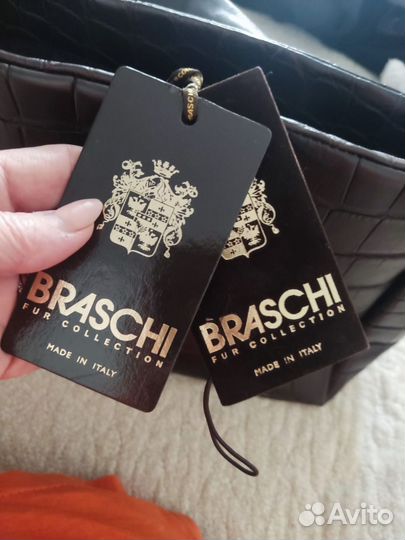 BRASCHI
FUR COLLECTION
MADE IN ITALY
BRASCHI
FUR COLLECTION
MADE IN ITALY
Avito